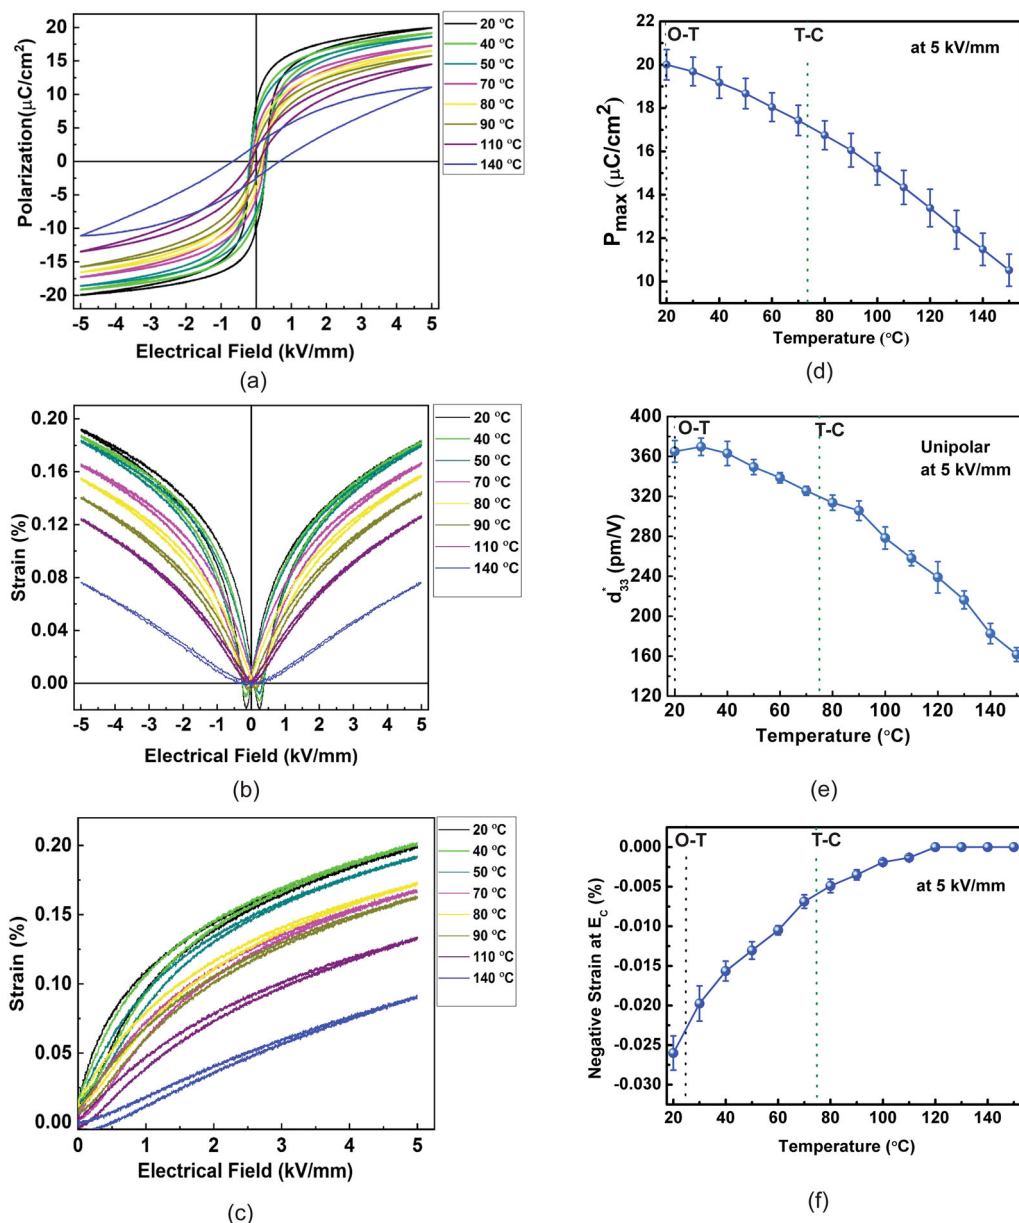 20
15
10
5
0
-5
-10
-15
-20
Polarization(μC/cm2)
-5 -4 -3 -2 -1 0 1 2 3 4 5
Electrical Field (kV/mm)
20 °C
40 °C
50 °C
70 °C
80 °C
90 °C
110 °C
140 °C
(a)
O-T
T-C
at 5 kV/mm
22
20
18
16
14
12
10
Pmax (μC/cm²)
20 40 60 80 100 120 140
Temperature (°C)
(d)
0.20
0.16
0.12
0.08
0.04
0.00
Strain (%)
-5 -4 -3 -2 -1 0 1 2 3 4 5
Electrical Field (kV/mm)
20 °C
40 °C
50 °C
70 °C
80 °C
90 °C
110 °C
140 °C
(b)
O-T
T-C
Unipolar
at 5 kV/mm
400
360
320
280
240
200
160
120
d*33 (pm/V)
20 40 60 80 100 120 140
Temperature (°C)
(e)
0.20
0.15
0.10
0.05
0.00
Strain (%)
0 1 2 3 4 5
Electrical Field (kV/mm)
20 °C
40 °C
50 °C
70 °C
80 °C
90 °C
110 °C
140 °C
(c)
O-T
T-C
at 5 kV/mm
0.000
-0.005
-0.010
-0.015
-0.020
-0.025
-0.030
Negative Strain at EC (%)
20 40 60 80 100 120 140
Temperature (°C)
(f)